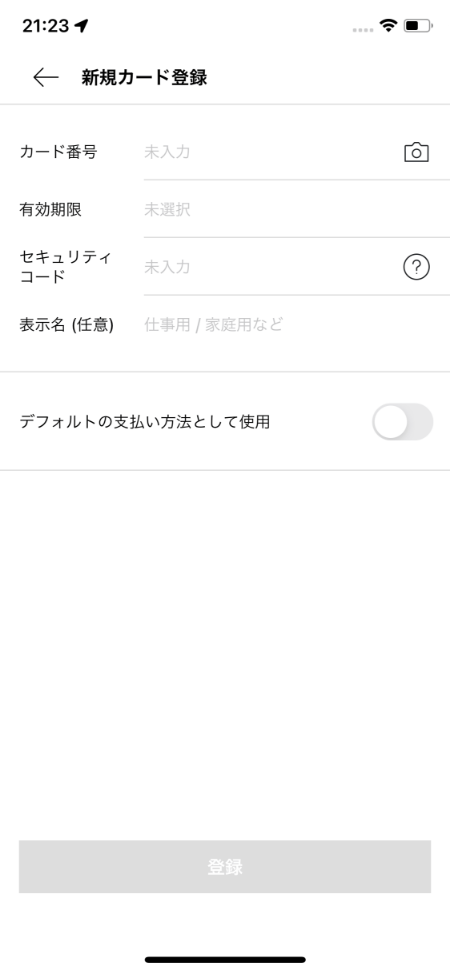 21:23
新規カード登録
カード番号 未入力
有効期限 未選択
セキュリティ
コード 未入力
表示名 (任意) 仕事用 / 家庭用など
デフォルトの支払い方法として使用
登録